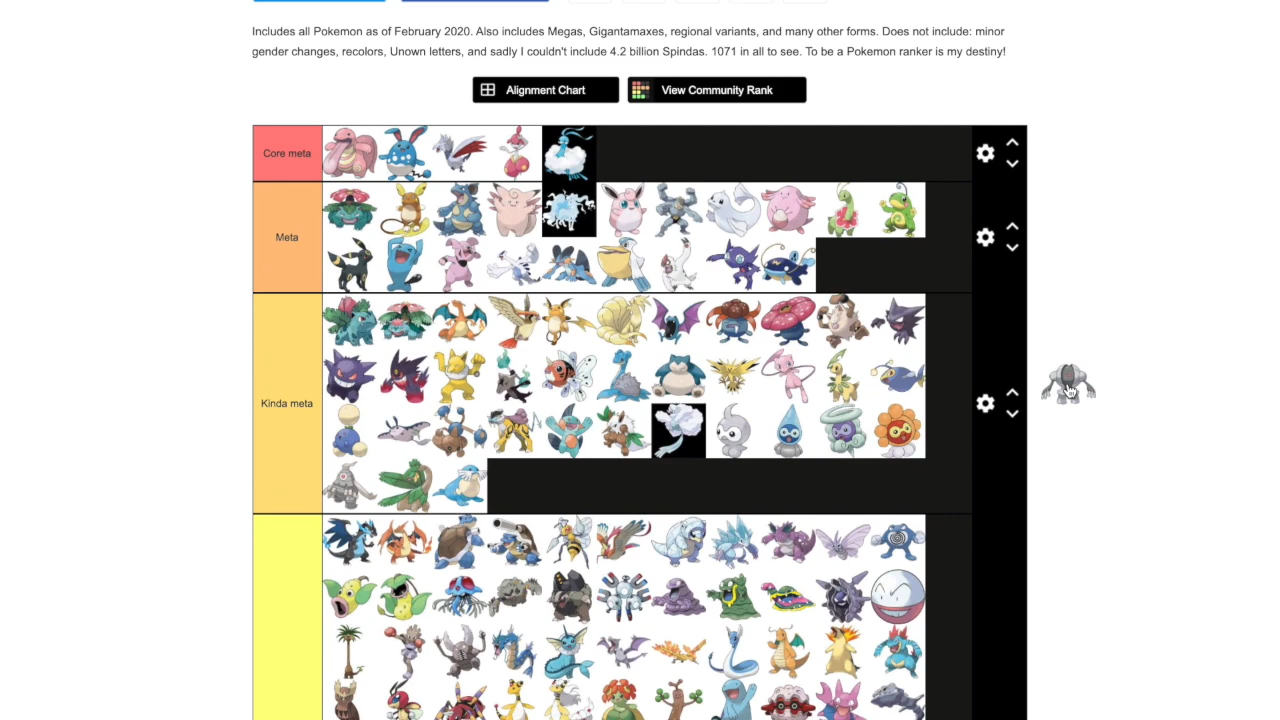 Includes all Pokemon as of February 2020. Also includes Megas, Gigantamaxes, regional variants, and many other forms. Does not include: minor
gender changes, recolors, Unown letters, and sadly I couldn't include 4.2 billion Spindas. 1071 in all to see. To be a Pokemon ranker is my destiny!
Alignment Chart
View Community Rank
Core meta
Meta
Kinda meta